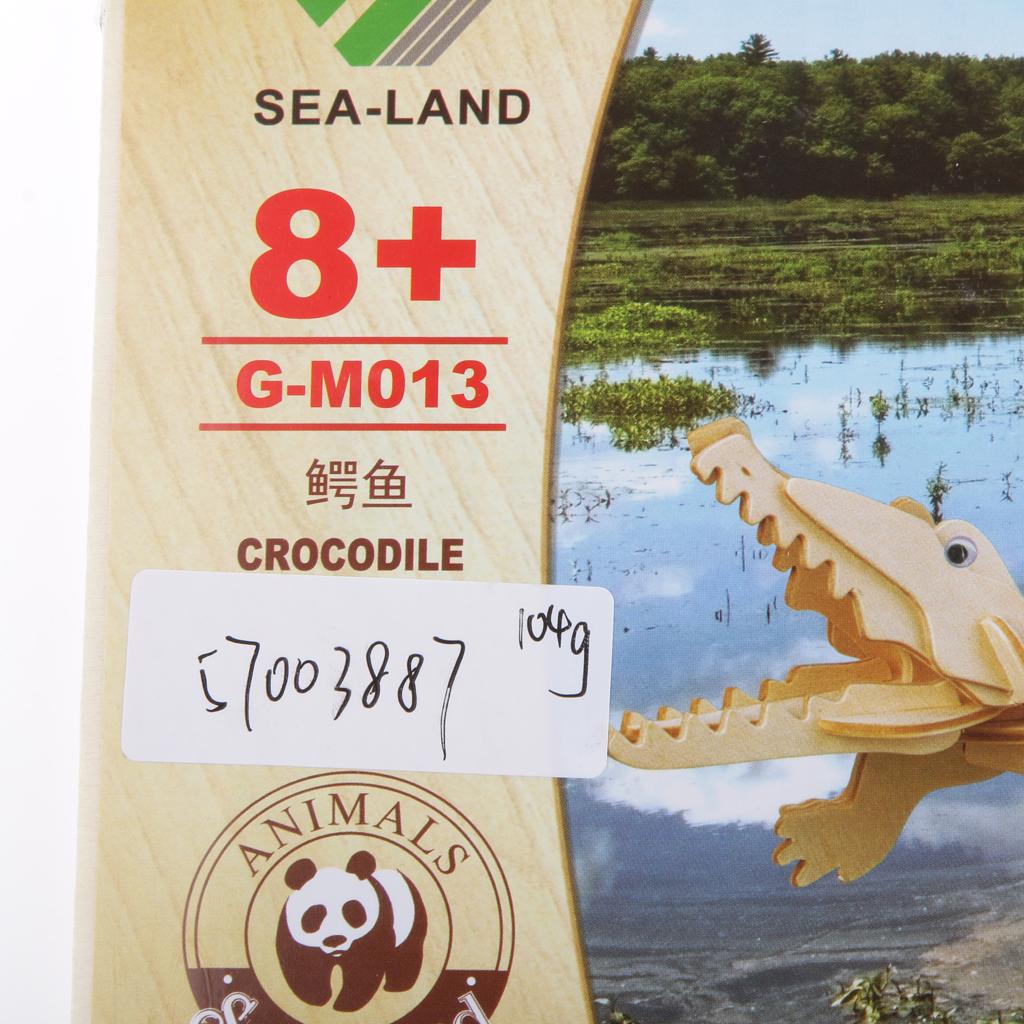 SEA-LAND
8+
G-M013
鳄鱼
CROCODILE
57003887 104g
ANIMALS